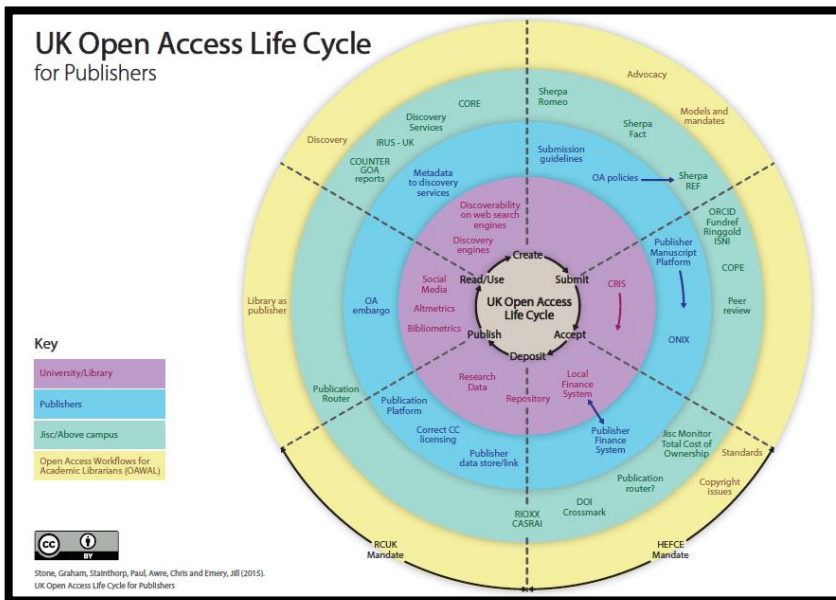 UK Open Access Life Cycle
for Publishers
Advocacy
Models and
mandates
Discovery
Library as
publisher
Standards
Copyright
issues
RCUK
Mandate
HEFCE
Mandate
CORE
Discovery
Services
IRUS - UK
COUNTER
GOA
reports
Sherpa
Romeo
Sherpa
Fact
Sherpa
REF
ORCID
Fundref
Ringgold
ISNI
COPE
Peer
review
Jisc Monitor
Total Cost of
Ownership
Publication
router?
DOI
Crossmark
RIOXX
CASRAI
Publication
Router
Metadata
to discovery
services
Submission
guidelines
OA policies
Publisher
Manuscript
Platform
ONIX
Publisher
Finance
System
Publisher
data store/link
Correct CC
licensing
Publication
Platform
OA
embargo
Discoverability
on web search
engines
Discovery
engines
Social
Media
Altmetrics
Bibliometrics
Research
Data
Repository
Local
Finance
System
CRIS
Create
Submit
Accept
Deposit
Publish
Read/Use
UK Open Access
Life Cycle
Key
University/Library
Publishers
Jisc/Above campus
Open Access Workflows for
Academic Librarians (OAWAL)
CC
BY
Stone, Graham, Stainthorp, Paul, Awre, Chris and Emery, Jill (2015).
UK Open Access Life Cycle for Publishers